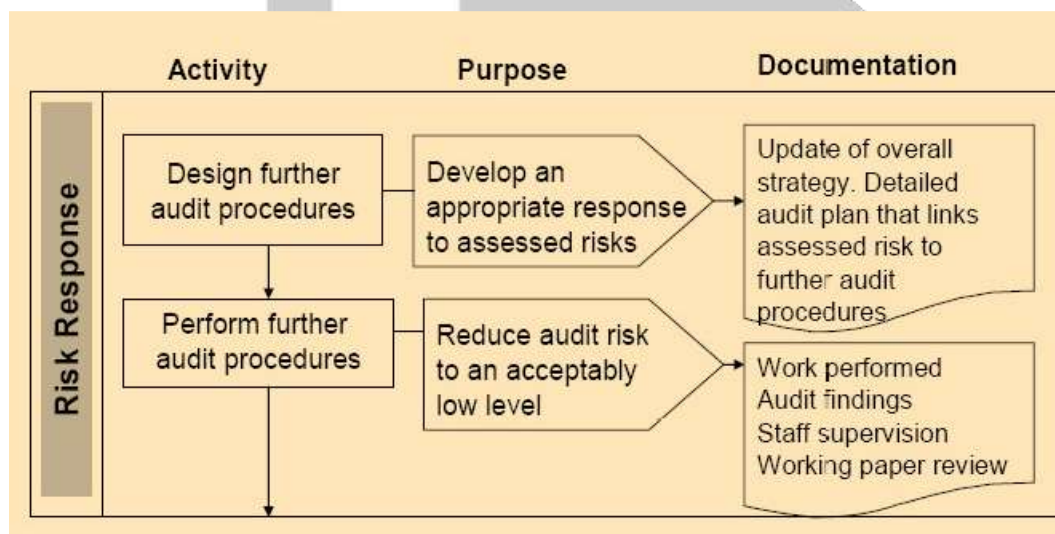 Activity
Purpose
Documentation
Risk Response
Design further
audit procedures
Develop an
appropriate response
to assessed risks
Update of overall
strategy. Detailed
audit plan that links
assessed risk to
further audit
procedures
Perform further
audit procedures
Reduce audit risk
to an acceptably
low level
Work performed
Audit findings
Staff supervision
Working paper review